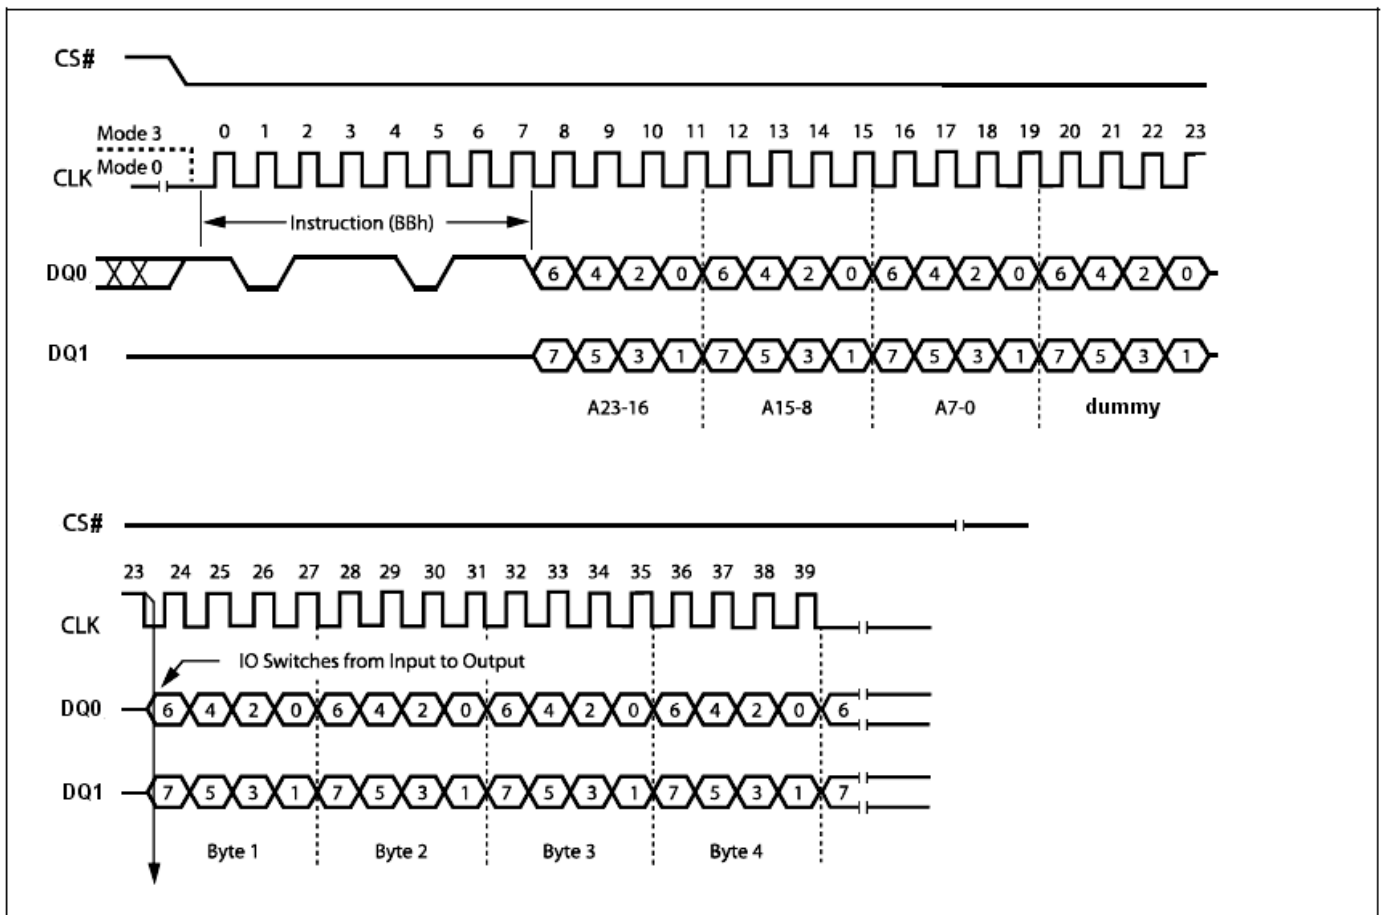 CS#
Mode 3
0 1 2 3 4 5 6 7 8 9 10 11 12 13 14 15 16 17 18 19 20 21 22 23
Mode 0
CLK
Instruction (BBh)
DQ0 6 4 2 0 6 4 2 0 6 4 2 0 6 4 2 0
DQ1 7 5 3 1 7 5 3 1 7 5 3 1 7 5 3 1
A23-16 A15-8 A7-0 dummy
CS#
23 24 25 26 27 28 29 30 31 32 33 34 35 36 37 38 39
CLK
IO Switches from Input to Output
DQ0 6 4 2 0 6 4 2 0 6 4 2 0 6 4 2 0 6
DQ1 7 5 3 1 7 5 3 1 7 5 3 1 7 5 3 1 7
Byte 1 Byte 2 Byte 3 Byte 4